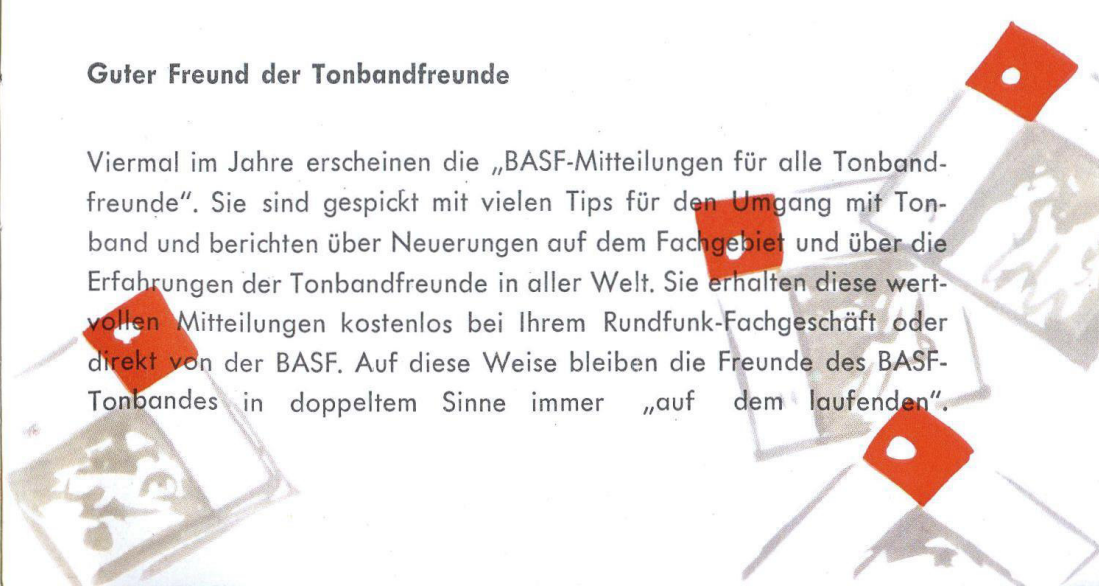 Guter Freund der Tonbandfreunde
Viermal im Jahre erscheinen die „BASF-Mitteilungen für alle Tonband-
freunde“. Sie sind gespickt mit vielen Tips für den Umgang mit Ton-
band und berichten über Neuerungen auf dem Fachgebiet und über die
Erfahrungen der Tonbandfreunde in aller Welt. Sie erhalten diese wert-
vollen Mitteilungen kostenlos bei Ihrem Rundfunk-Fachgeschäft oder
direkt von der BASF. Auf diese Weise bleiben die Freunde des BASF-
Tonbandes in doppeltem Sinne immer „auf dem laufenden“.